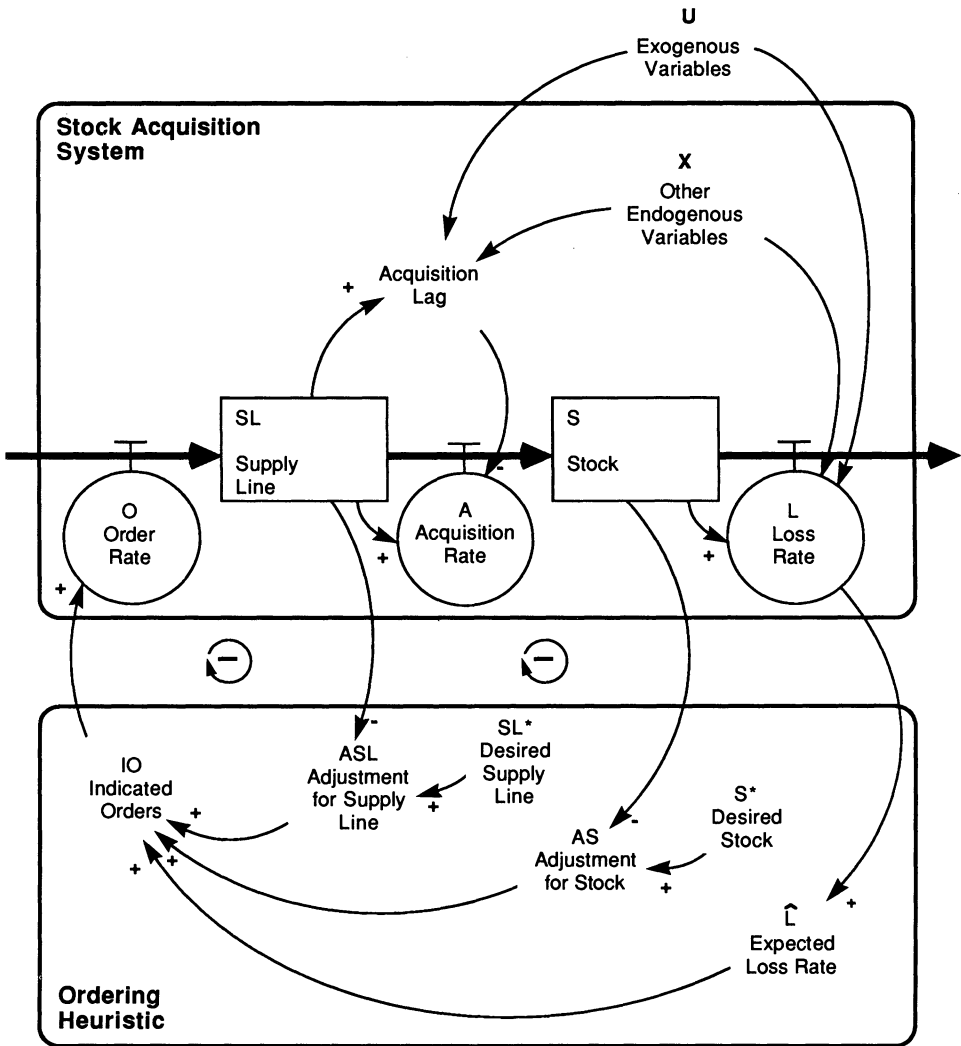 U
Exogenous
Variables
Stock Acquisition
System
X
Other
Endogenous
Variables
Acquisition
Lag
+
SL
Supply
Line
S
Stock
-
O
Order
Rate
A
Acquisition
Rate
L
Loss
Rate
+
+
+
−
−
IO
Indicated
Orders
-
ASL
Adjustment
for Supply
Line
SL*
Desired
Supply
Line
+
+
+
+
-
AS
Adjustment
for Stock
S*
Desired
Stock
+
+
L̂
Expected
Loss Rate
Ordering
Heuristic